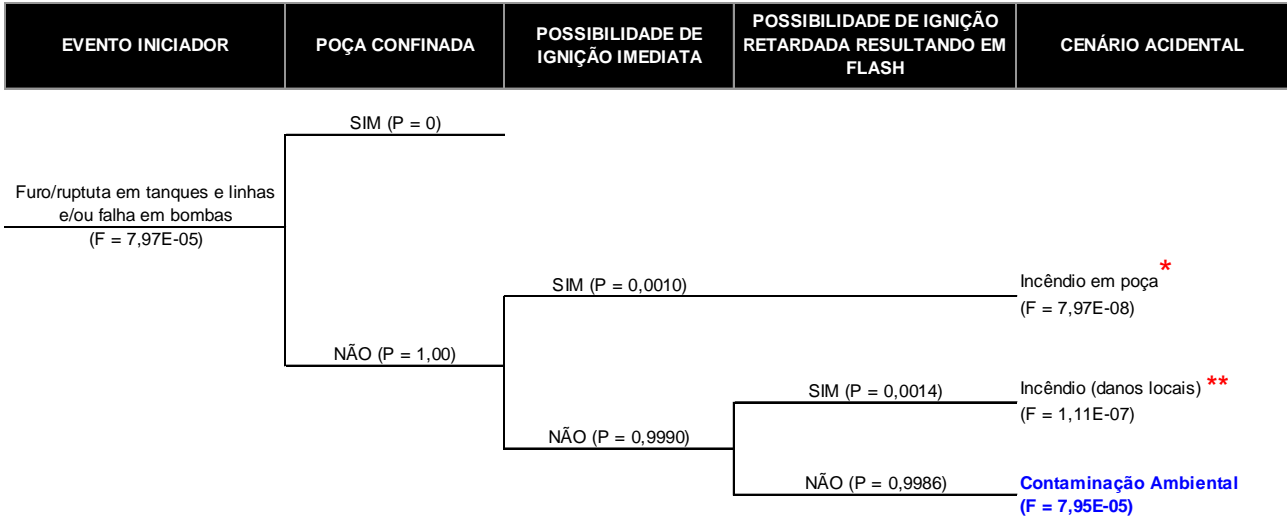 EVENTO INICIADOR
POÇA CONFINADA
POSSIBILIDADE DE
IGNIÇÃO IMEDIATA
POSSIBILIDADE DE IGNIÇÃO
RETARDADA RESULTANDO EM
FLASH
CENÁRIO ACIDENTAL
SIM (P = 0)
Furo/ruptuta em tanques e linhas
e/ou falha em bombas
(F = 7,97E-05)
SIM (P = 0,0010)
Incêndio em poça *
(F = 7,97E-08)
NÃO (P = 1,00)
SIM (P = 0,0014)
Incêndio (danos locais) **
(F = 1,11E-07)
NÃO (P = 0,9990)
NÃO (P = 0,9986)
Contaminação Ambiental
(F = 7,95E-05)